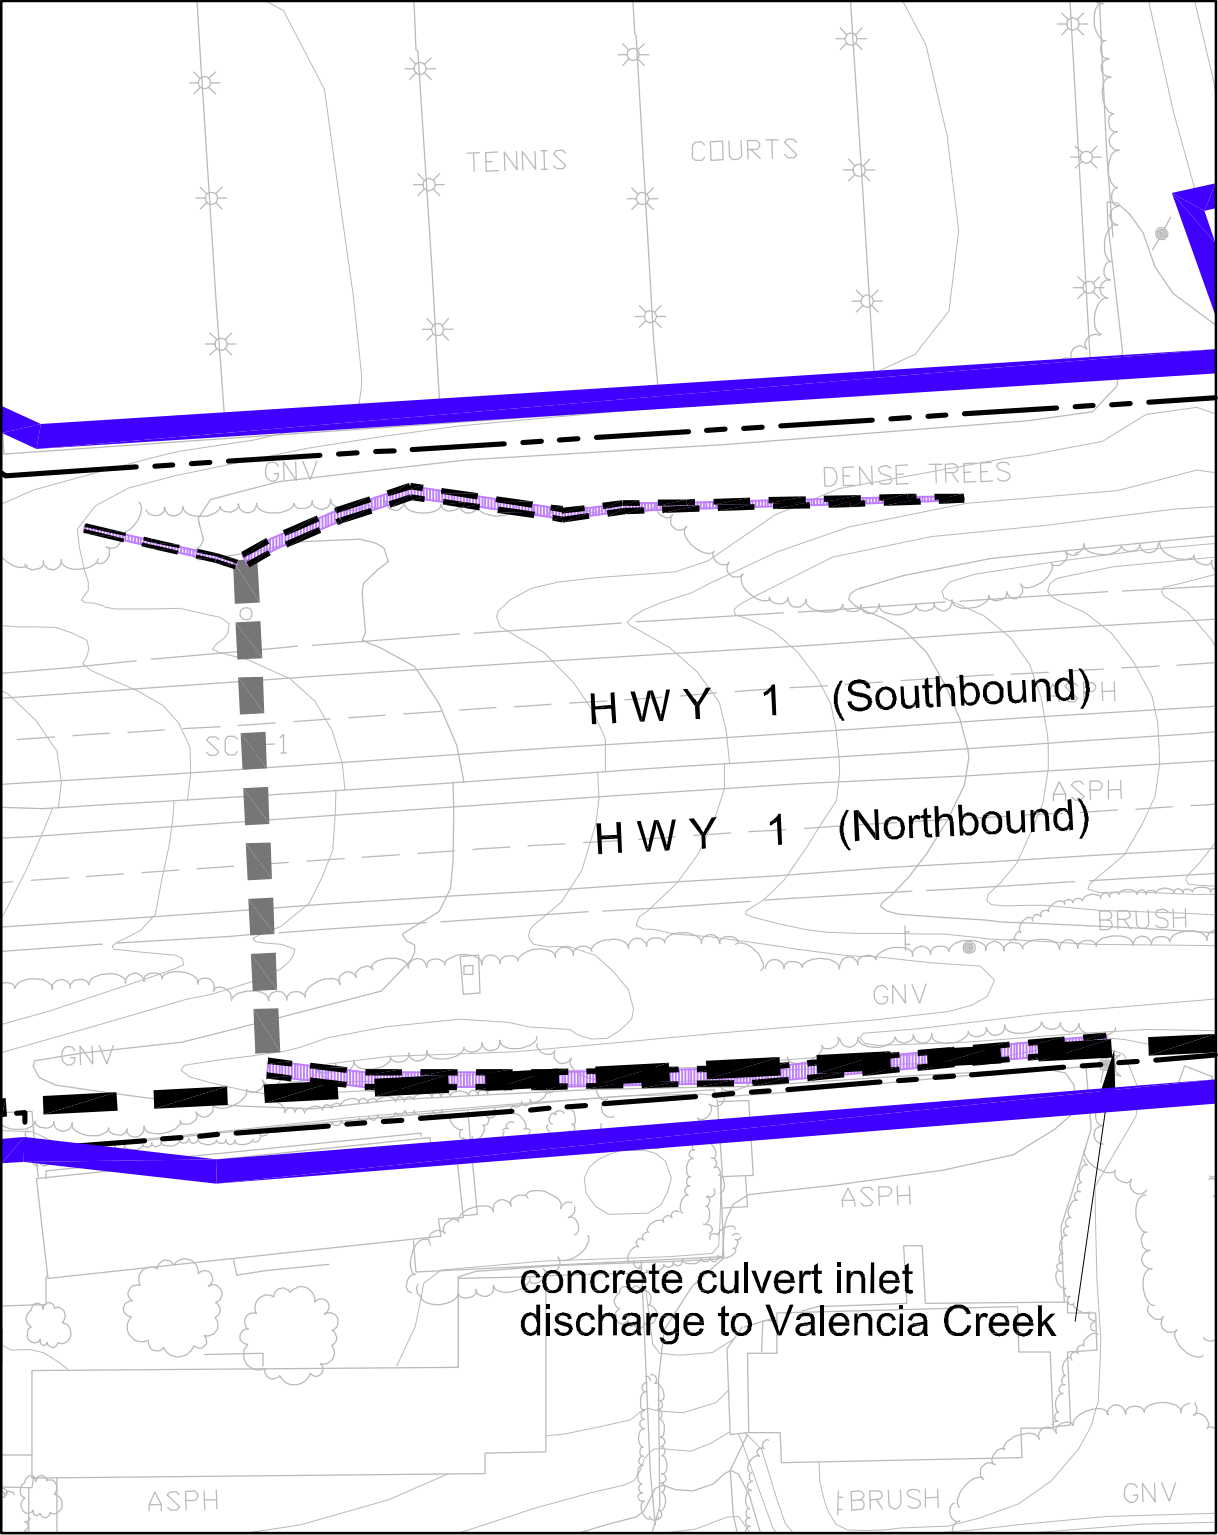 TENNIS COURTS
GNV
DENSE TREES
HWY 1 (Southbound)
ASPH
HWY 1 (Northbound)
ASPH
BRUSH
GNV
GNV
ASPH
concrete culvert inlet
discharge to Valencia Creek
ASPH
BRUSH
GNV